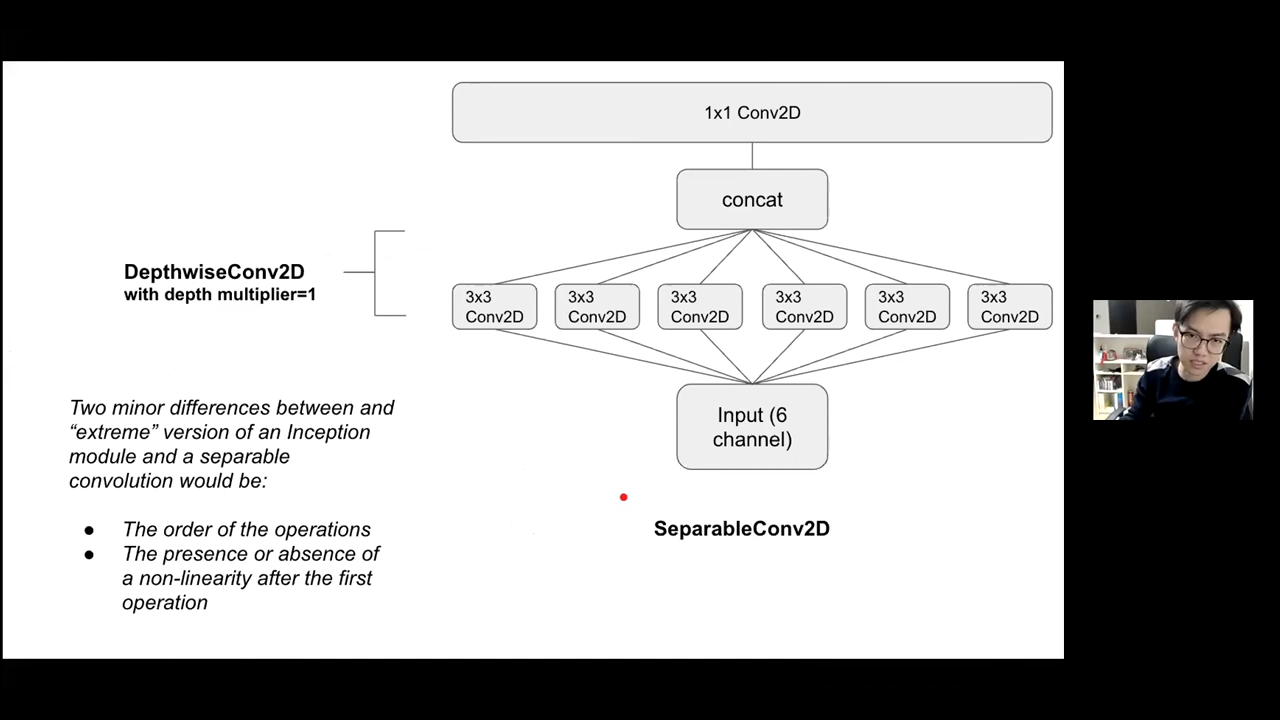 1x1 Conv2D
concat
DepthwiseConv2D
with depth multiplier=1
3x3
Conv2D
3x3
Conv2D
3x3
Conv2D
3x3
Conv2D
3x3
Conv2D
3x3
Conv2D
Input (6
channel)
Two minor differences between and
“extreme” version of an Inception
module and a separable
convolution would be:
● The order of the operations
● The presence or absence of
a non-linearity after the first
operation
SeparableConv2D